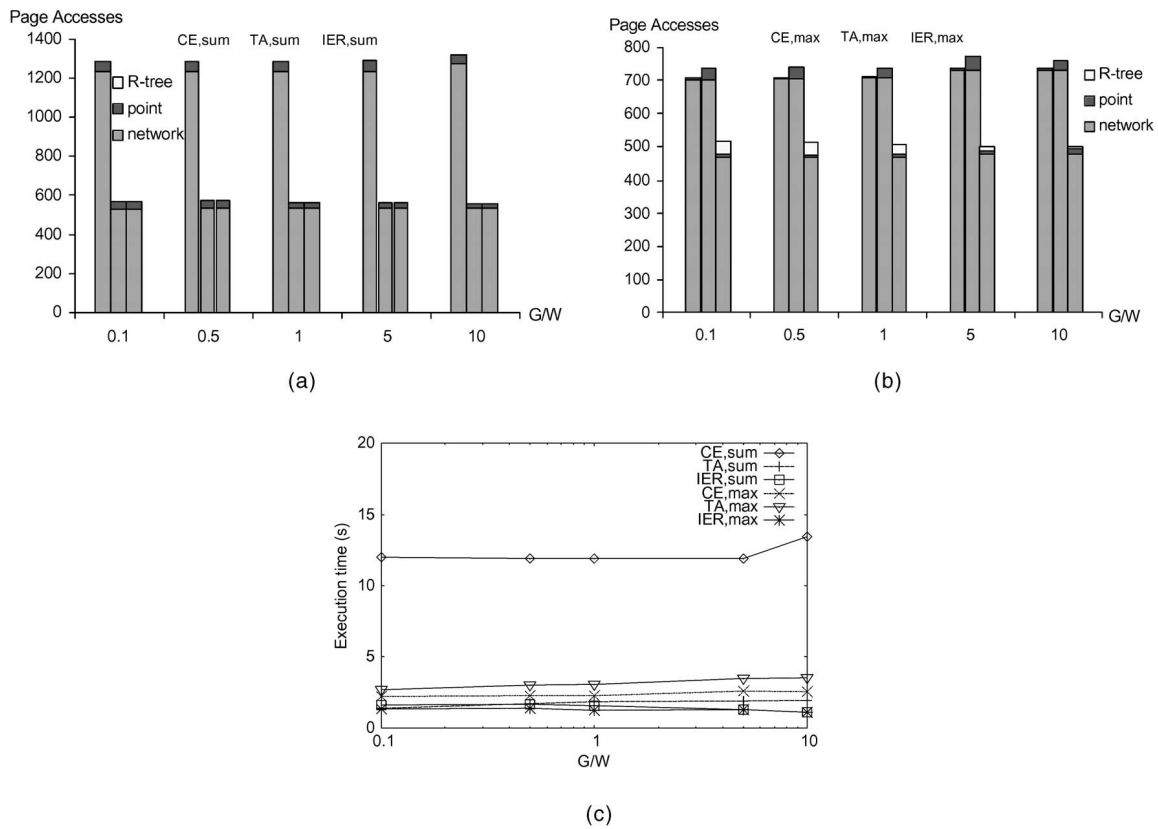 Page Accesses
1400
1200
1000
800
600
400
200
0
CE,sum TA,sum IER,sum
R-tree
point
network
0.1 0.5 1 5 10
G/W
(a)
Page Accesses
800
700
600
500
400
300
200
100
0
CE,max TA,max IER,max
R-tree
point
network
0.1 0.5 1 5 10
G/W
(b)
Execution time (s)
20
15
10
5
0
CE,sum
TA,sum
IER,sum
CE,max
TA,max
IER,max
0.1 1 10
G/W
(c)